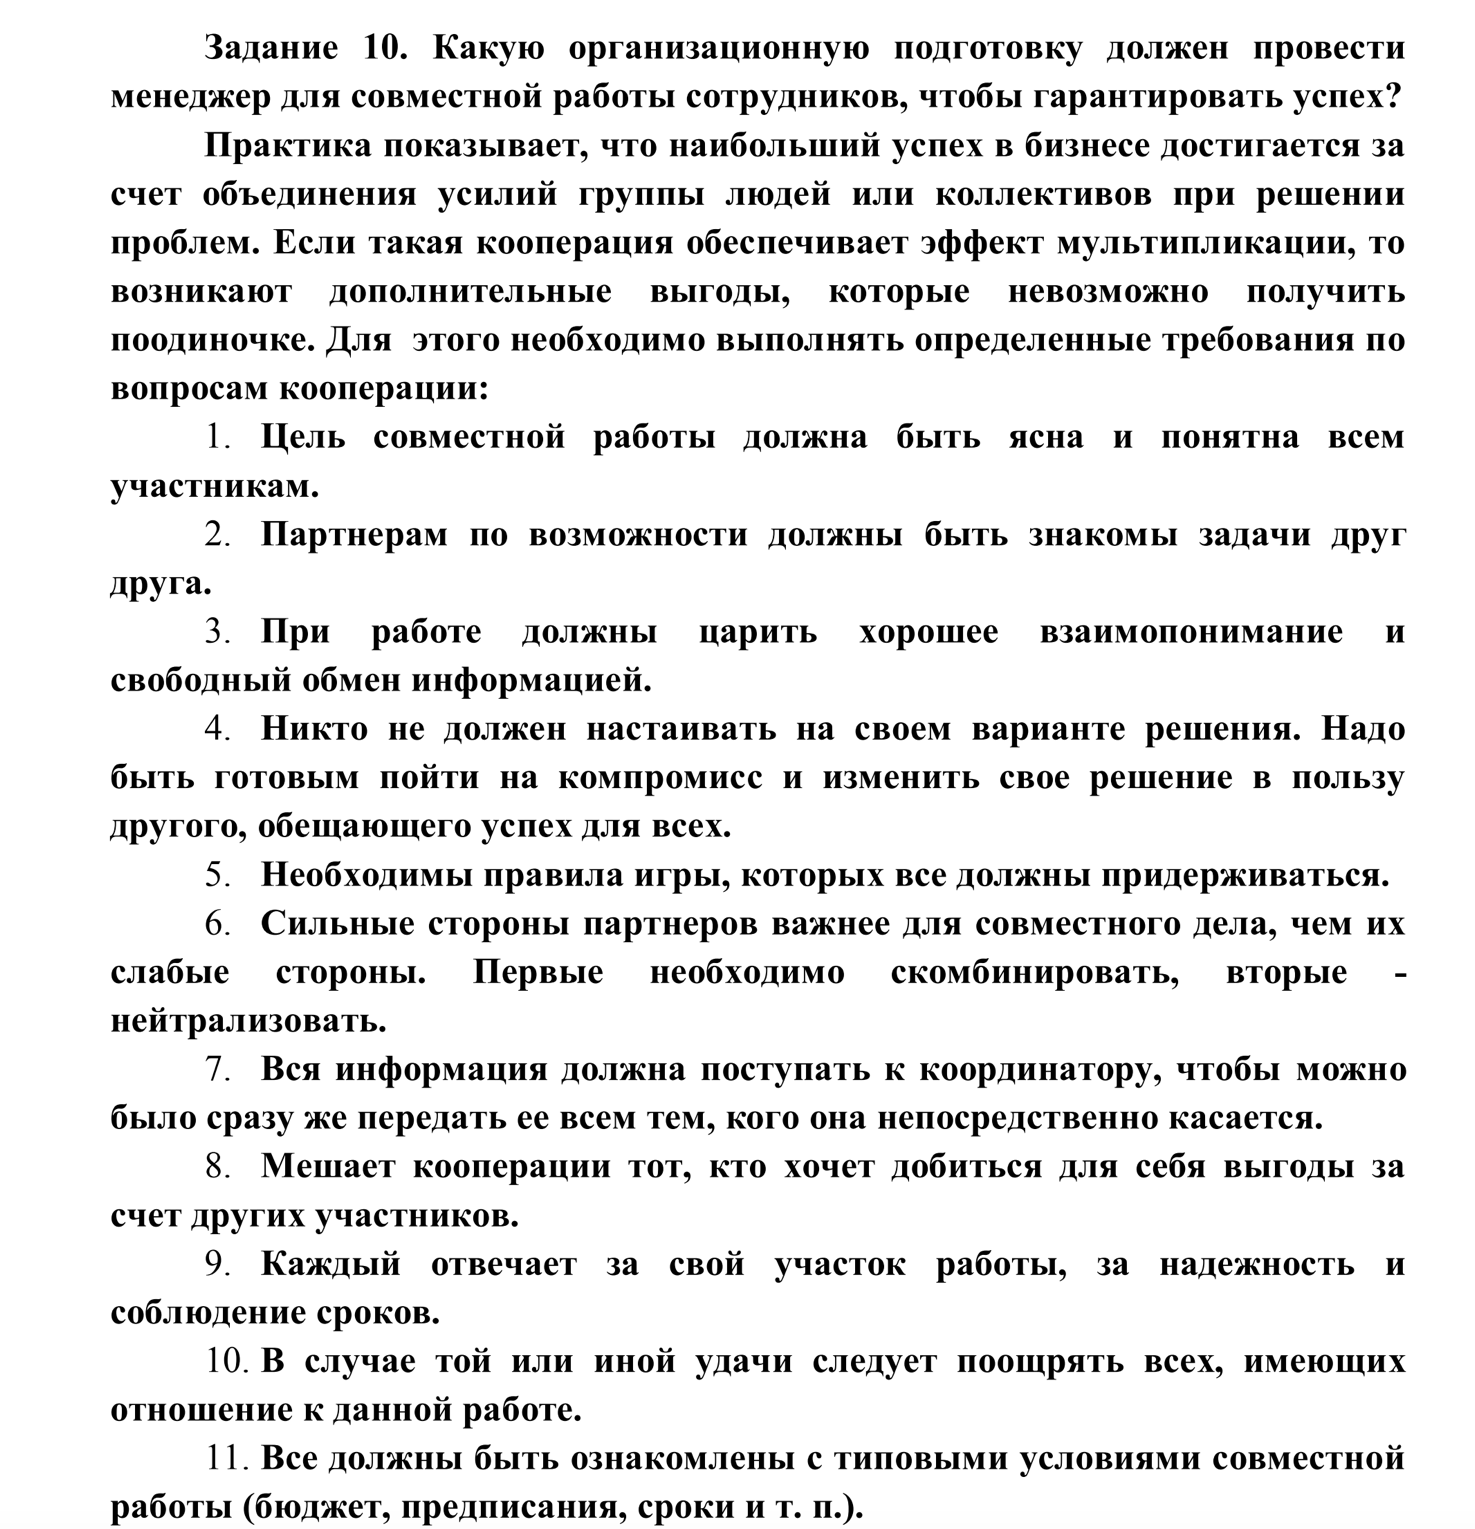 Задание 10. Какую организационную подготовку должен провести
менеджер для совместной работы сотрудников, чтобы гарантировать успех?
Практика показывает, что наибольший успех в бизнесе достигается за
счет объединения усилий группы людей или коллективов при решении
проблем. Если такая кооперация обеспечивает эффект мультипликации, то
возникают дополнительные выгоды, которые невозможно получить
поодиночке. Для этого необходимо выполнять определенные требования по
вопросам кооперации:
1. Цель совместной работы должна быть ясна и понятна всем
участникам.
2. Партнерам по возможности должны быть знакомы задачи друг
друга.
3. При работе должны царить хорошее взаимопонимание и
свободный обмен информацией.
4. Никто не должен настаивать на своем варианте решения. Надо
быть готовым пойти на компромисс и изменить свое решение в пользу
другого, обещающего успех для всех.
5. Необходимы правила игры, которых все должны придерживаться.
6. Сильные стороны партнеров важнее для совместного дела, чем их
слабые стороны. Первые необходимо скомбинировать, вторые -
нейтрализовать.
7. Вся информация должна поступать к координатору, чтобы можно
было сразу же передать ее всем тем, кого она непосредственно касается.
8. Мешает кооперации тот, кто хочет добиться для себя выгоды за
счет других участников.
9. Каждый отвечает за свой участок работы, за надежность и
соблюдение сроков.
10. В случае той или иной удачи следует поощрять всех, имеющих
отношение к данной работе.
11. Все должны быть ознакомлены с типовыми условиями совместной
работы (бюджет, предписания, сроки и т. п.).